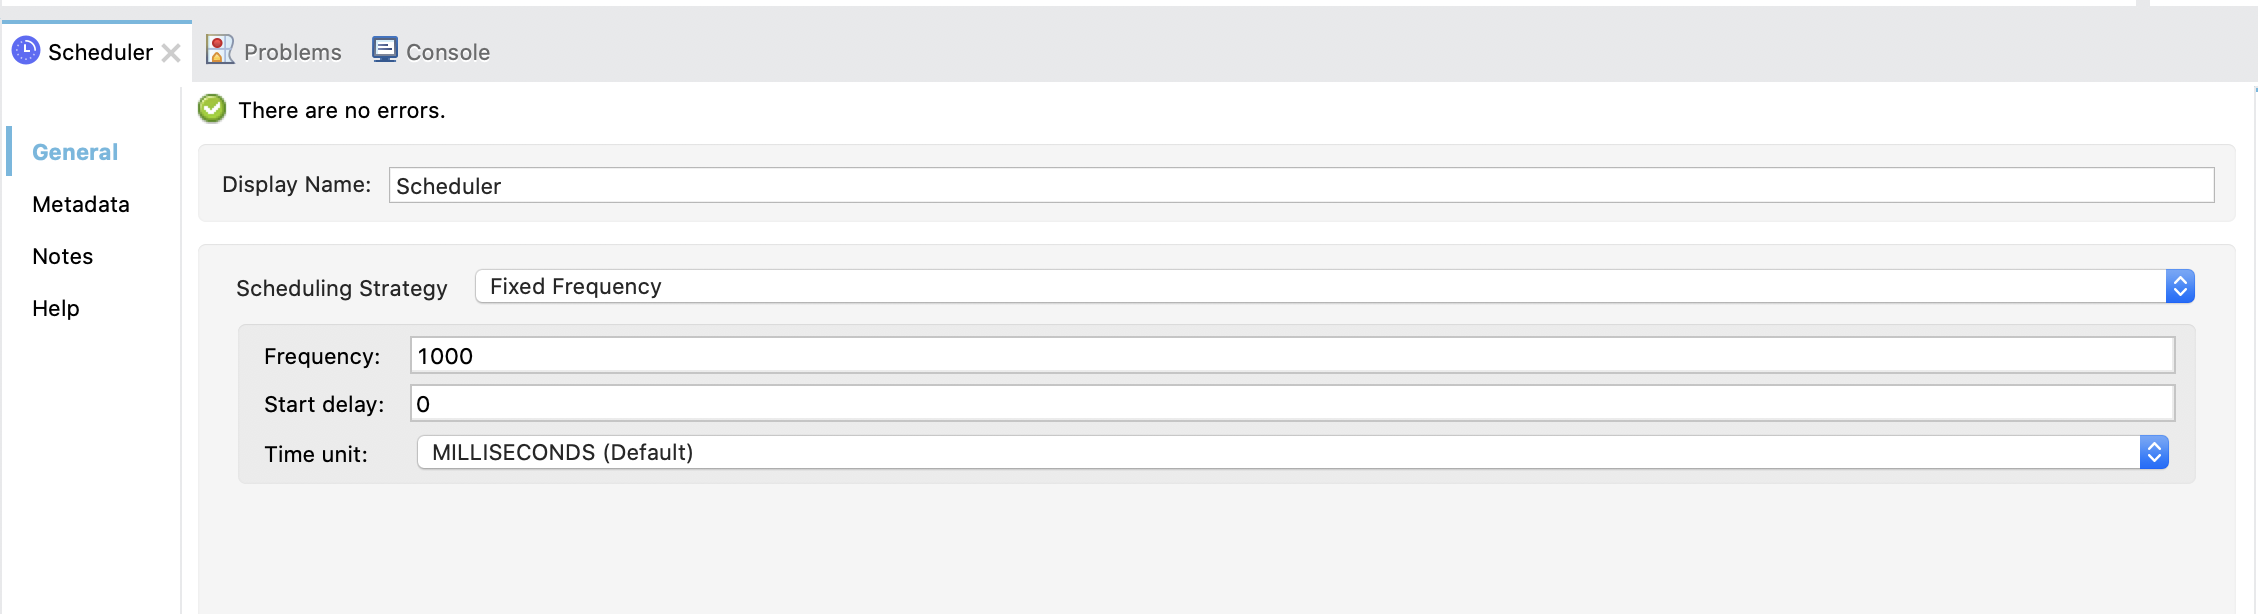 Scheduler Problems Console
There are no errors.
General
Metadata
Notes
Help
Display Name: Scheduler
Scheduling Strategy Fixed Frequency
Frequency: 1000
Start delay: 0
Time unit: MILLISECONDS (Default)